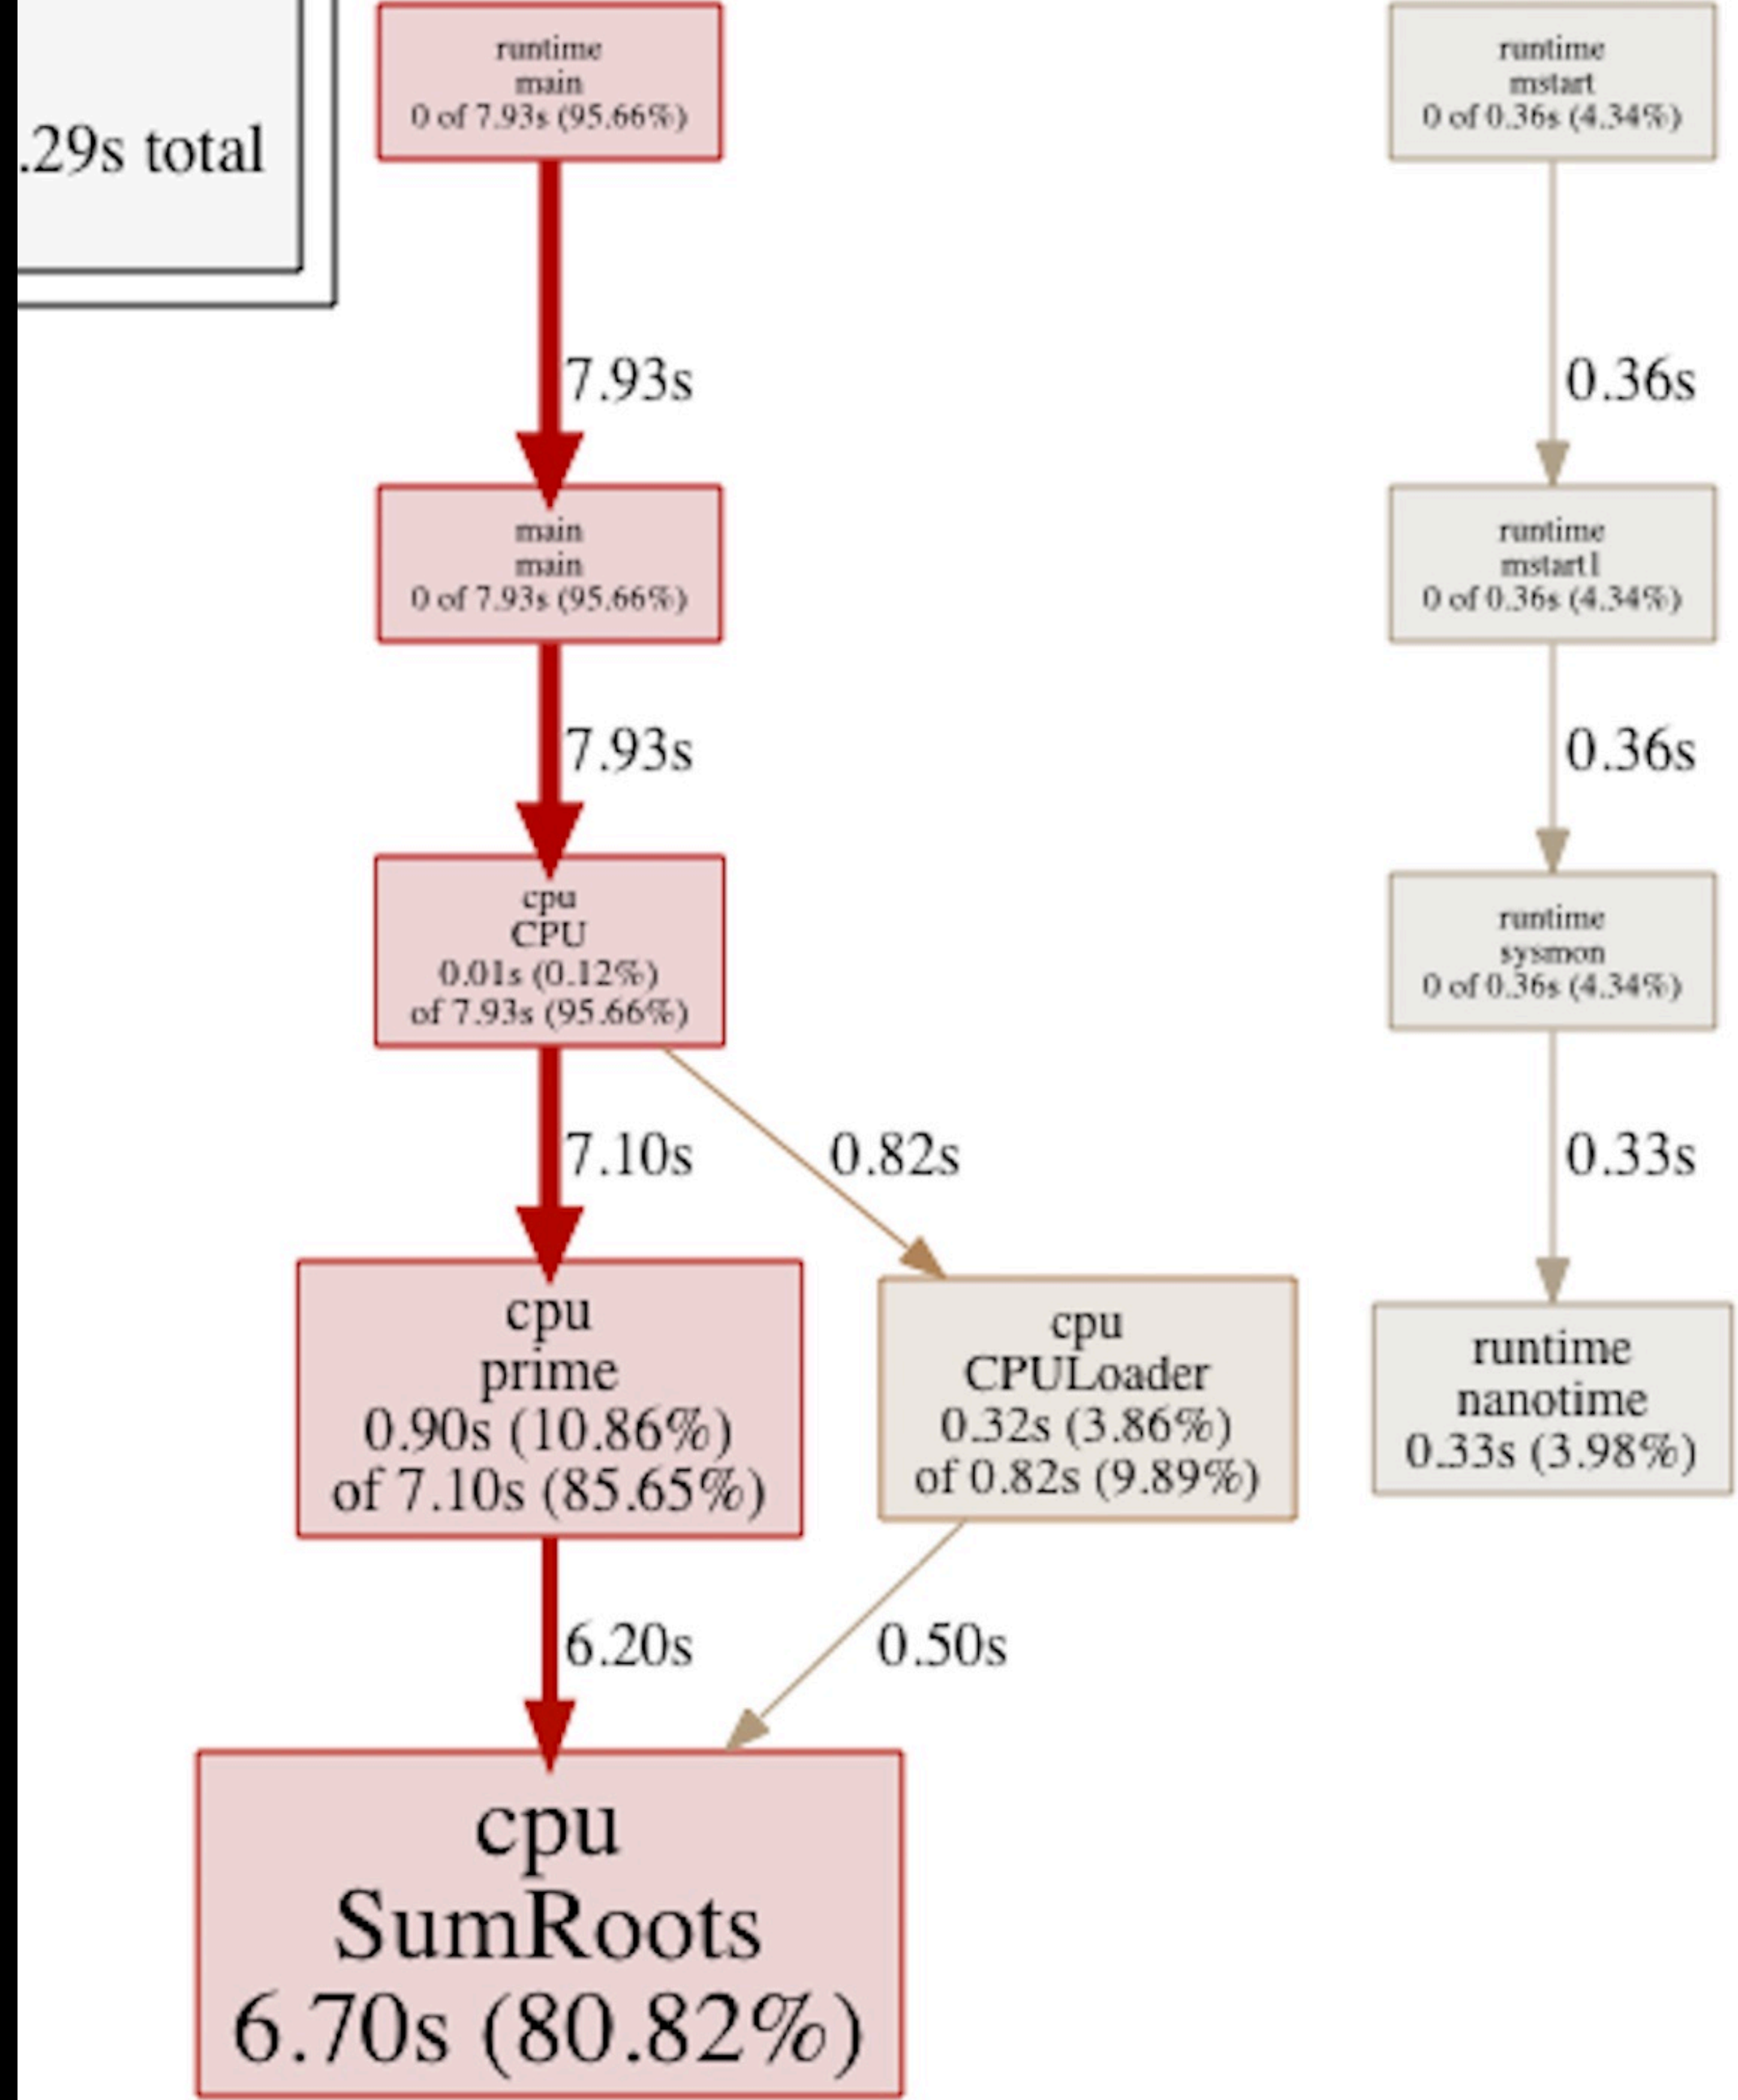 .29s total
runtime
main
0 of 7.93s (95.66%)
runtime
mstart
0 of 0.36s (4.34%)
7.93s
0.36s
main
main
0 of 7.93s (95.66%)
runtime
mstart1
0 of 0.36s (4.34%)
7.93s
0.36s
cpu
CPU
0.01s (0.12%)
of 7.93s (95.66%)
runtime
sysmon
0 of 0.36s (4.34%)
7.10s
0.82s
0.33s
cpu
prime
0.90s (10.86%)
of 7.10s (85.65%)
cpu
CPULoader
0.32s (3.86%)
of 0.82s (9.89%)
runtime
nanotime
0.33s (3.98%)
6.20s
0.50s
cpu
SumRoots
6.70s (80.82%)